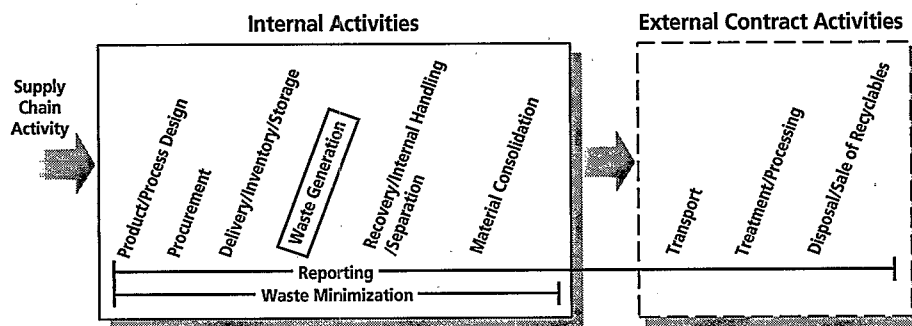 Internal Activities
External Contract Activities
Supply
Chain
Activity
Product/Process Design
Procurement
Delivery/Inventory/Storage
Waste Generation
Recovery/Internal Handling
/Separation
Material Consolidation
Transport
Treatment/Processing
Disposal/Sale of Recyclables
Reporting
Waste Minimization